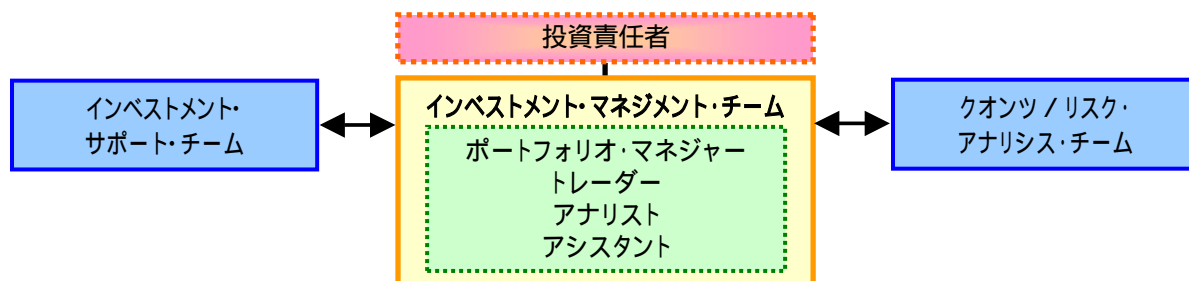 投資責任者
インベストメント・
サポート・チーム
インベストメント・マネジメント・チーム
ポートフォリオ・マネジャー
トレーダー
アナリスト
アシスタント
クオンツ / リスク・
アナリシス・チーム